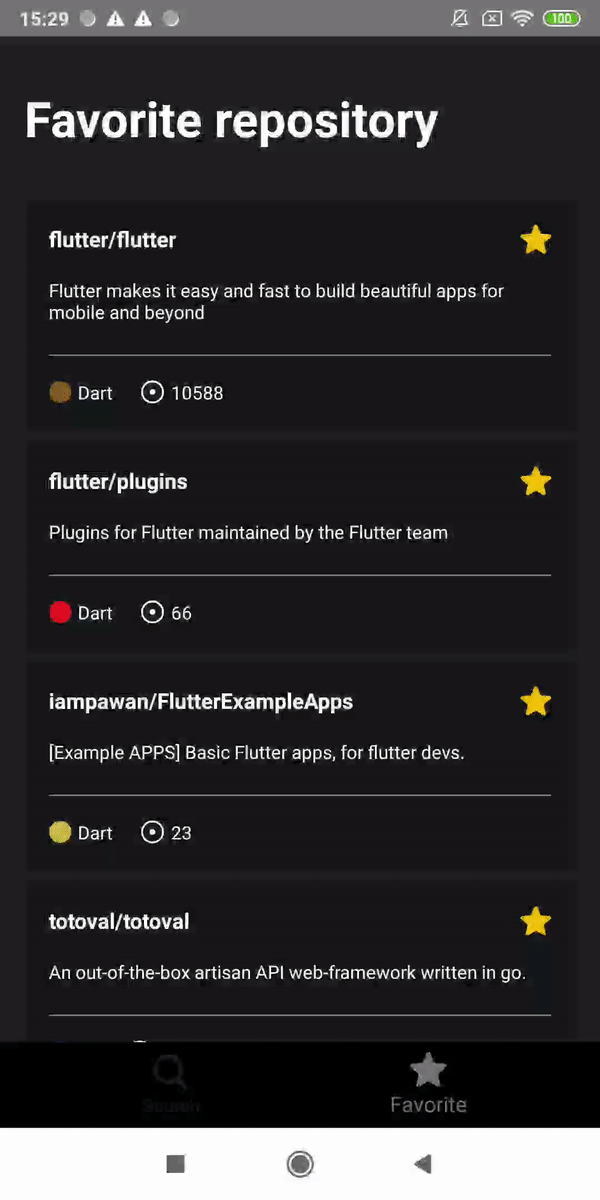 15:29
100
Favorite repository
flutter/flutter
Flutter makes it easy and fast to build beautiful apps for
mobile and beyond
Dart
10588
flutter/plugins
Plugins for Flutter maintained by the Flutter team
Dart
66
iampawan/FlutterExampleApps
[Example APPS] Basic Flutter apps, for flutter devs.
Dart
23
totoval/totoval
An out-of-the-box artisan API web-framework written in go.
Search
Favorite